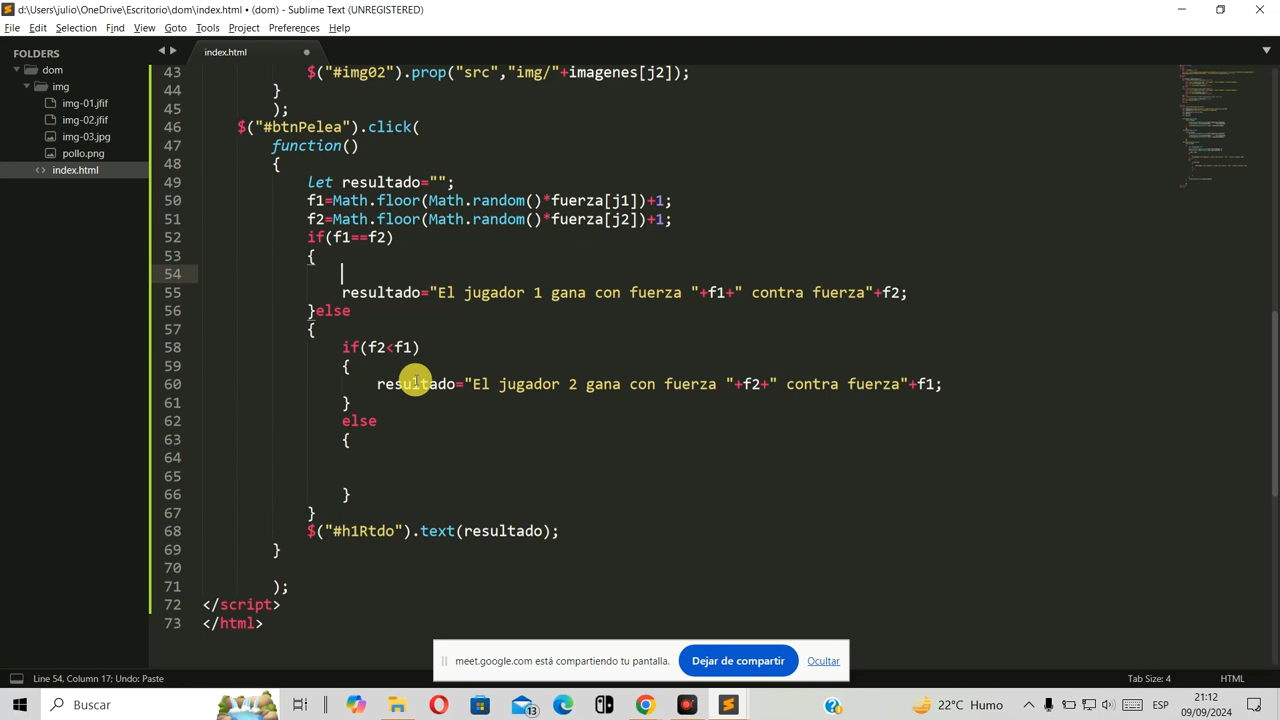 d:\Users\julio\OneDrive\Escritorio\dom\index.html • (dom) - Sublime Text (UNREGISTERED)
File Edit Selection Find View Goto Tools Project Preferences Help
FOLDERS
dom
img
img-01.jfif
img-02.jfif
img-03.jpg
pollo.png
index.html
index.html
43 $("#img02").prop("src","img/"+imagenes[j2]);
44 }
45 );
46 $("#btnPelea").click(
47 function()
48 {
49 let resultado="";
50 f1=Math.floor(Math.random()*fuerza[j1])+1;
51 f2=Math.floor(Math.random()*fuerza[j2])+1;
52 if(f1==f2)
53 {
54
55 resultado="El jugador 1 gana con fuerza "+f1+" contra fuerza"+f2;
56 }else
57 {
58 if(f2<f1)
59 {
60 resultado="El jugador 2 gana con fuerza "+f2+" contra fuerza"+f1;
61 }
62 else
63 {
64
65
66 }
67 }
68 $("#h1Rtdo").text(resultado);
69 }
70
71 );
72 </script>
73 </html>
meet.google.com está compartiendo tu pantalla. Dejar de compartir Ocultar
Line 54, Column 17; Undo: Paste Tab Size: 4 HTML
Buscar 13 22°C Humo ESP 21:12
09/09/2024